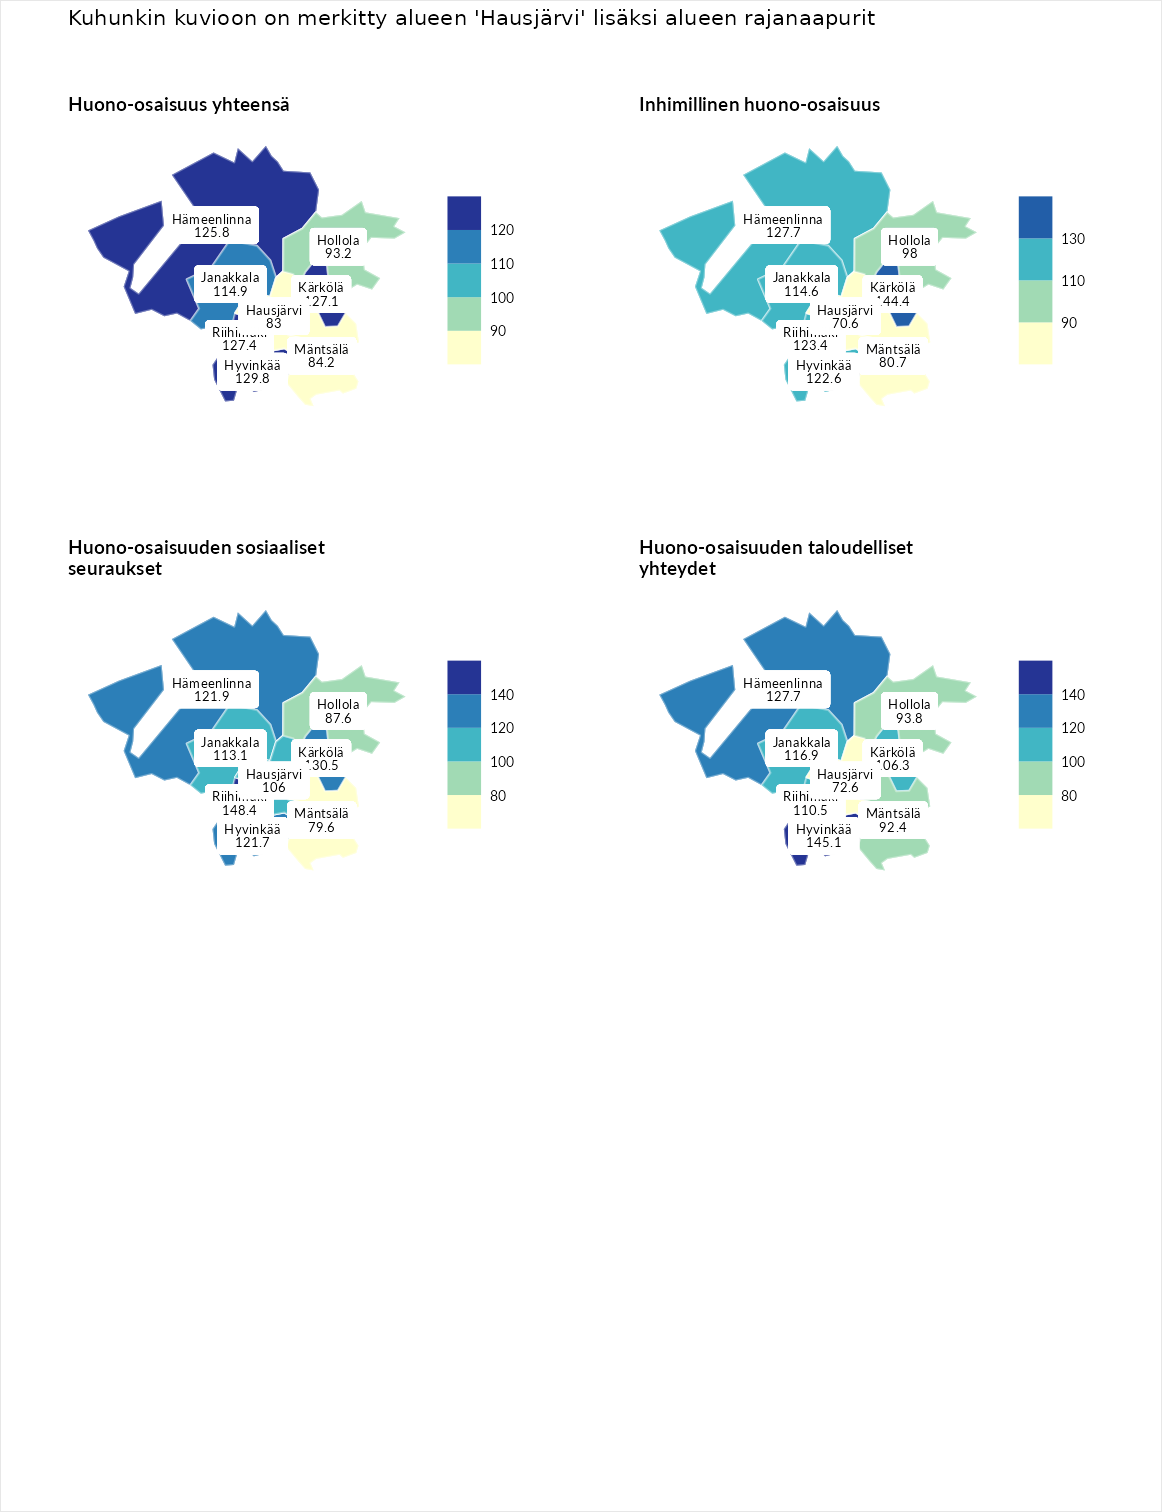 Kuhunkin kuvioon on merkitty alueen 'Hausjärvi' lisäksi alueen rajanaapurit
Huono-osaisuus yhteensä
Hämeenlinna
125.8
Hollola
93.2
Janakkala
114.9
Kärkölä
127.1
Hausjärvi
83
127.4
Mäntsälä
84.2
Hyvinkää
129.8
120
110
100
90
Inhimillinen huono-osaisuus
Hämeenlinna
127.7
Hollola
98
Janakkala
114.6
Kärkölä
144.4
Hausjärvi
70.6
123.4
Mäntsälä
80.7
Hyvinkää
122.6
130
110
90
Huono-osaisuuden sosiaaliset
seuraukset
Hämeenlinna
121.9
Hollola
87.6
Janakkala
113.1
Kärkölä
130.5
Hausjärvi
106
148.4
Mäntsälä
79.6
Hyvinkää
121.7
140
120
100
80
Huono-osaisuuden taloudelliset
yhteydet
Hämeenlinna
127.7
Hollola
93.8
Janakkala
116.9
Kärkölä
106.3
Hausjärvi
72.6
110.5
Mäntsälä
92.4
Hyvinkää
145.1
140
120
100
80